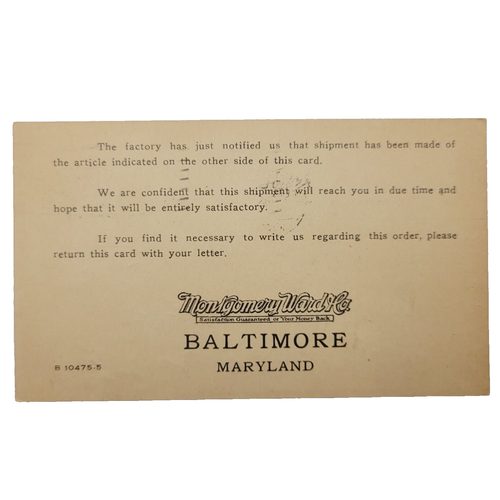 The factory has just notified us that shipment has been made of
the article indicated on the other side of this card.
We are confident that this shipment will reach you in due time and
hope that it will be entirely satisfactory.
If you find it necessary to write us regarding this order, please
return this card with your letter.
Montgomery Ward & Co.
Satisfaction Guaranteed or Your Money Back
BALTIMORE
MARYLAND
B 10475-5